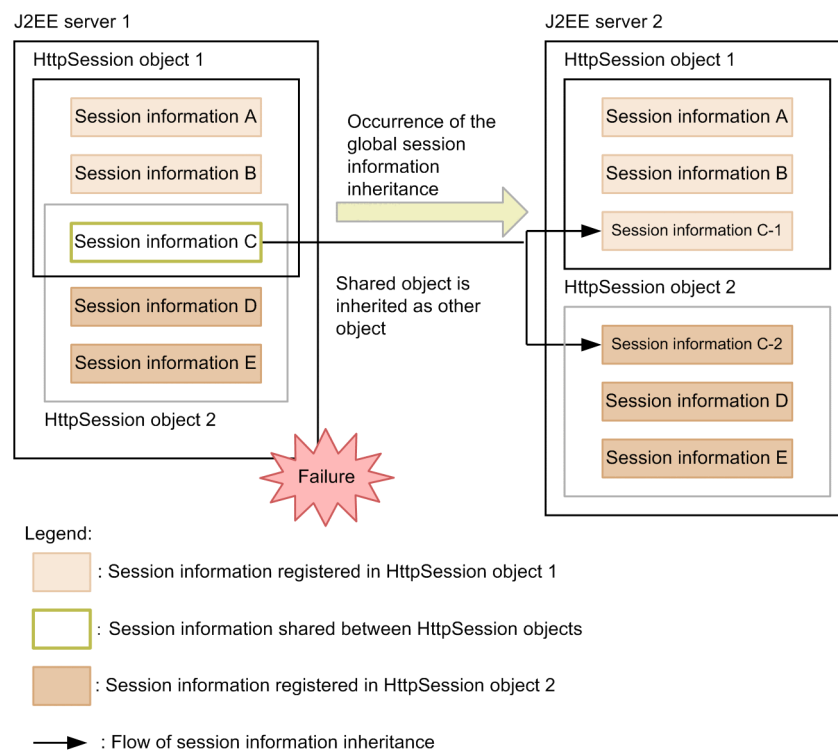 J2EE server 1
HttpSession object 1
Session information A
Session information B
Session information C
Session information D
Session information E
HttpSession object 2
Failure
Occurrence of the
global session
information
inheritance
Shared object is
inherited as other
object
J2EE server 2
HttpSession object 1
Session information A
Session information B
Session information C-1
HttpSession object 2
Session information C-2
Session information D
Session information E
Legend:
: Session information registered in HttpSession object 1
: Session information shared between HttpSession objects
: Session information registered in HttpSession object 2
: Flow of session information inheritance